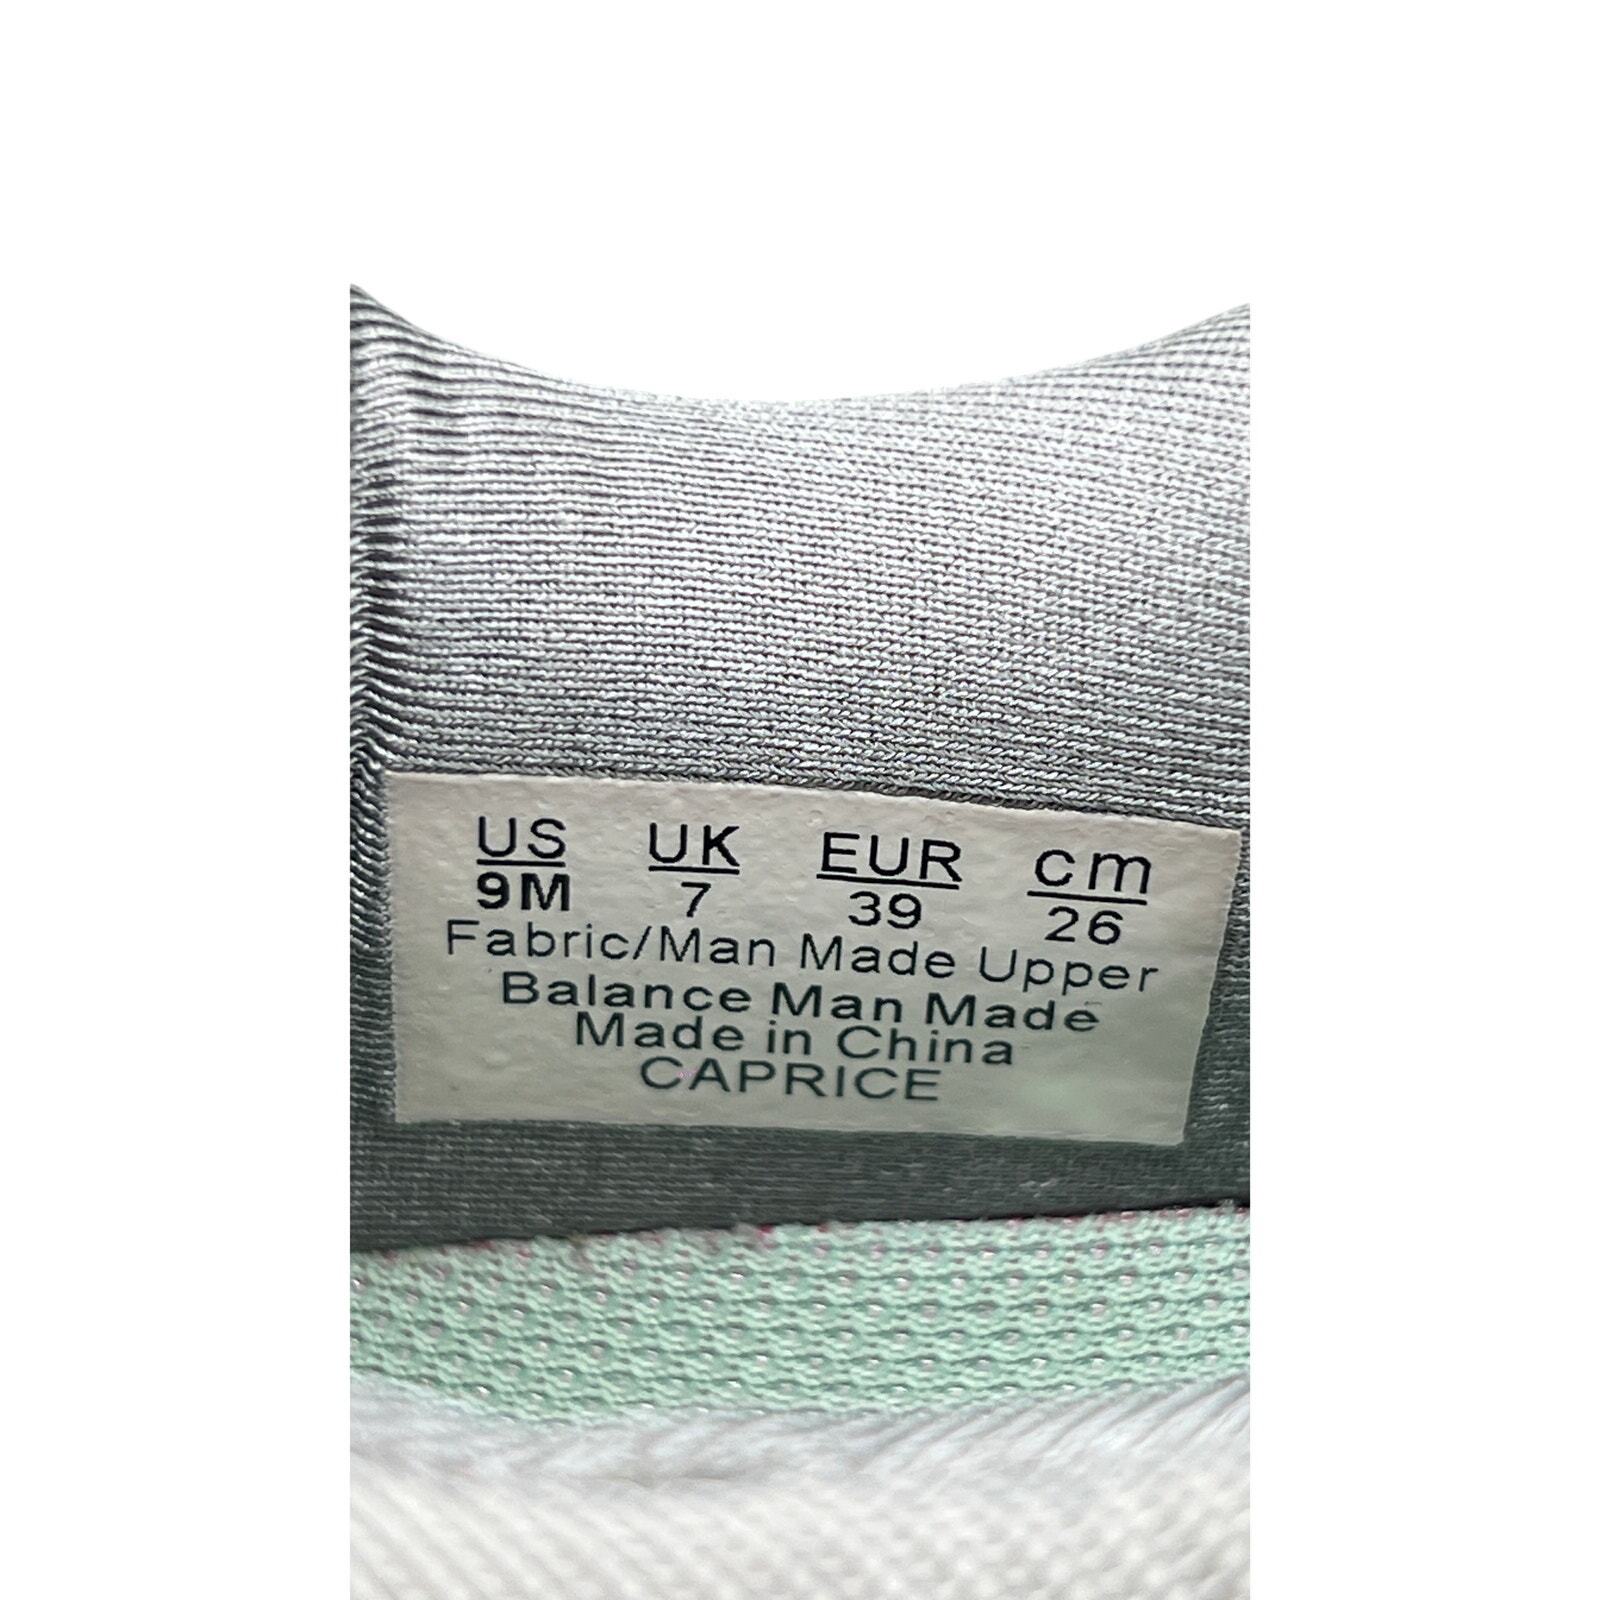 US UK EUR cm
9M 7 39 26
Fabric/Man Made Upper
Balance Man Made
Made in China
CAPRICE